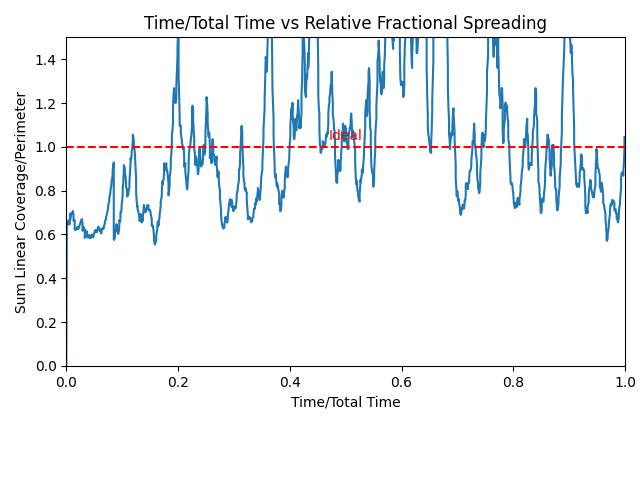 Time/Total Time vs Relative Fractional Spreading
Sum Linear Coverage/Perimeter
1.4
1.2
1.0
0.8
0.6
0.4
0.2
0.0
Ideal
0.0 0.2 0.4 0.6 0.8 1.0
Time/Total Time